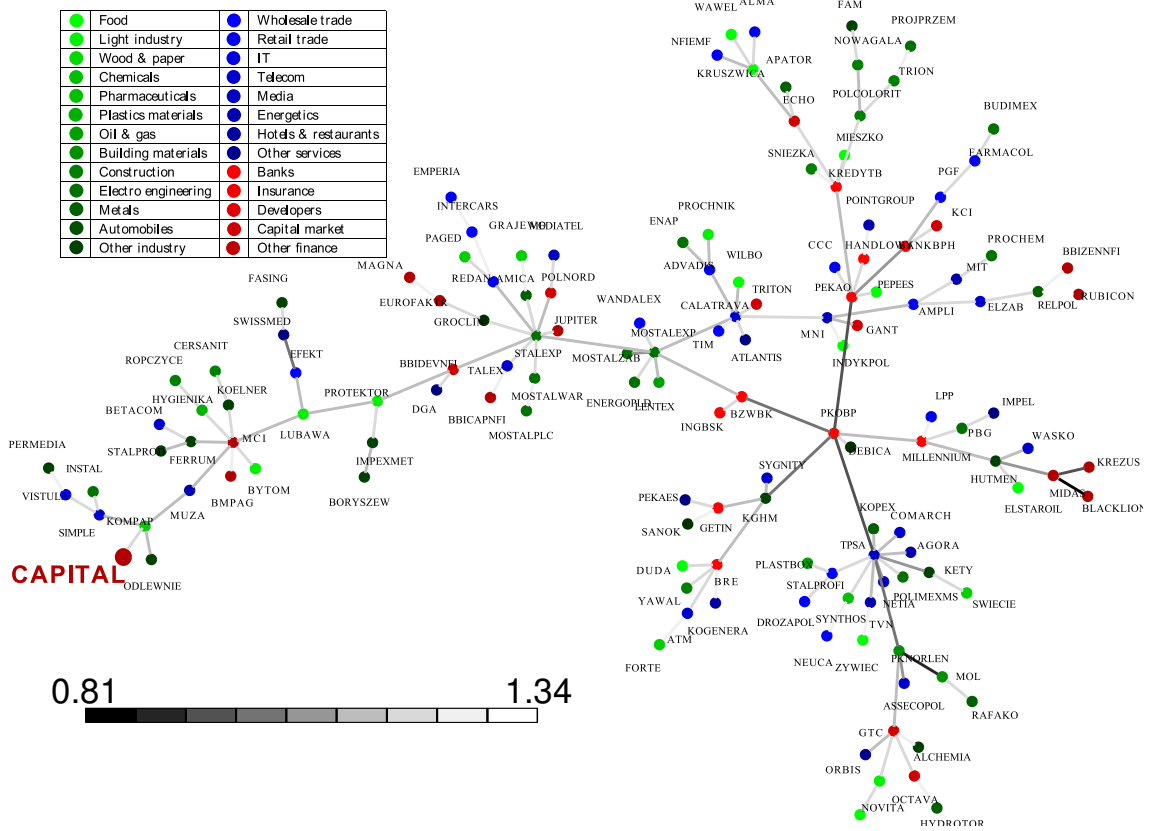 Food Wholesale trade
Light industry Retail trade
Wood & paper IT
Chemicals Telecom
Pharmaceuticals Media
Plastics materials Energetics
Oil & gas Hotels & restaurants
Building materials Other services
Construction Banks
Electro engineering Insurance
Metals Developers
Automobiles Capital market
Other industry Other finance
WAWEL ALMA FAM
NFIEMF PROJPRZEM
NOWAGALA
APATOR
KRUSZWICA TRION
ECHO POLCOLORIT
BUDIMEX
SNIEZKA MIESZKO
FARMACOL
KREDYTB PGF
EMPERIA
POINTGROUP KCI
INTERCARS
PROCHNIK
GRAJEWO MEDIATEL ENAP
PAGED CCC HANDLOWY BANKBPH
PROCHEM
MAGNA REDAN AMICA POLNORD ADVADIS WILBO MIT BBIZENNFI
FASING
EUROFAKTR WANDALEX CALATRAVA TRITON PEKAO PEPEES
AMPLI ELZAB RELPOL RUBICON
GROCLIN JUPITER MOSTALEXP
SWISSMED MNI GANT
CERSANIT EFEKT STALEXP MOSTALZAB TIM ATLANTIS INDYKPOL
ROPCZYCE BBIDEVNFI TALEX
KOELNER PROTEKTOR
HYGIENIKA MOSTALWAR ENERGOPLD LENTEX LPP IMPEL
BETACOM DGA BBICAPNFI BZWBK PKOBP
PERMEDIA MCI LUBAWA MOSTALPLC INGBSK PBG WASKO
STALPROD FERRUM DEBICA MILLENNIUM
INSTAL IMPEXMET SYGNITY KREZUS
BYTOM HUTMEN MIDAS
VISTULA BMPAG BORYSZEW PEKAES ELSTAROIL BLACKLION
KOMPAP MUZA KGHM KOPEX
SIMPLE SANOK GETIN COMARCH
TPSA AGORA
CAPITAL DUDA PLASTBOX KETY
ODLEWNIE BRE STALPROFI
YAWAL POLIMEXMS SWIECIE
NETIA
KOGENERA DROZAPOL SYNTHOS TVN
ATM
FORTE NEUCA ZYWIEC PKNORLEN
MOL
0.81 1.34
ASSECOPOL RAFAKO
GTC
ALCHEMIA
ORBIS
OCTAVA
NOVITA
HYDROTOR